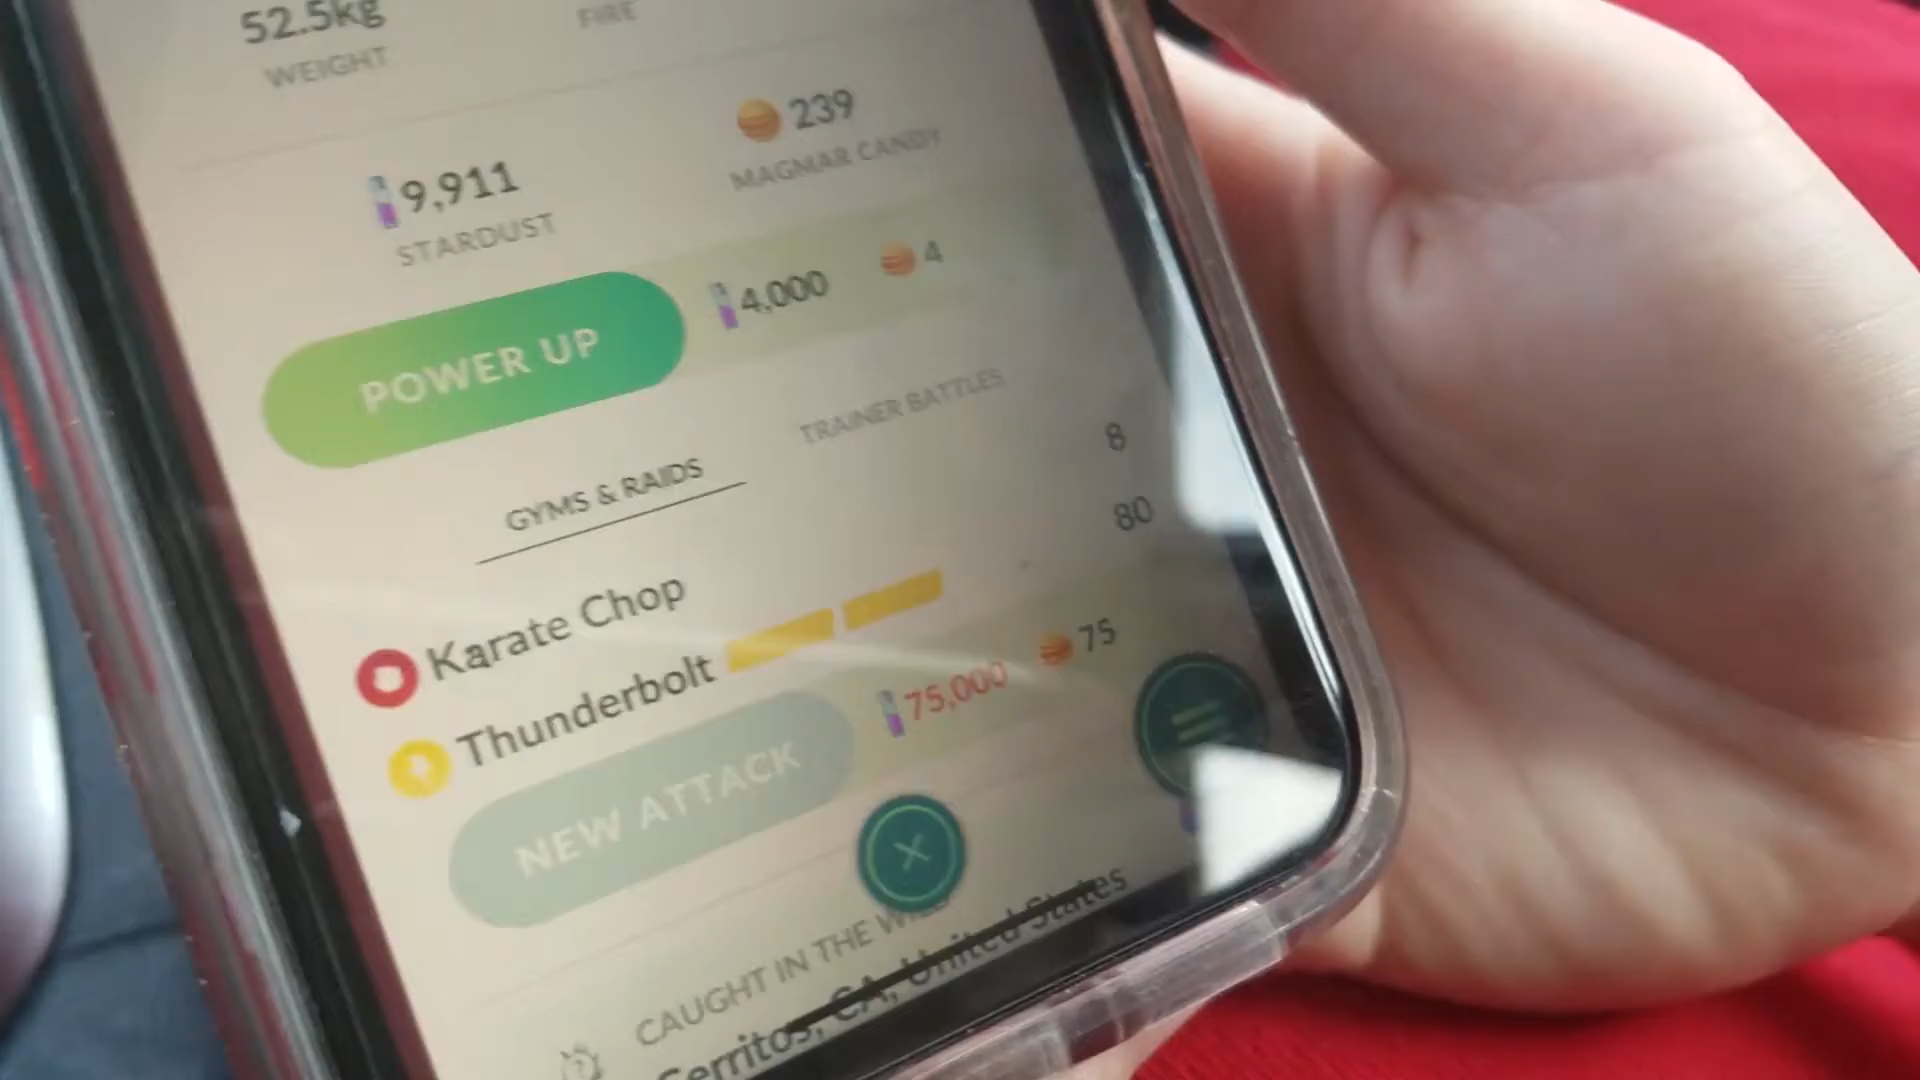 52.5kg
WEIGHT
FIRE
9,911
STARDUST
239
MAGMAR CANDY
POWER UP
4,000
4
GYMS & RAIDS
TRAINER BATTLES
Karate Chop
8
Thunderbolt
80
NEW ATTACK
75,000
75
CAUGHT IN THE WILD
Cerritos, CA, United States